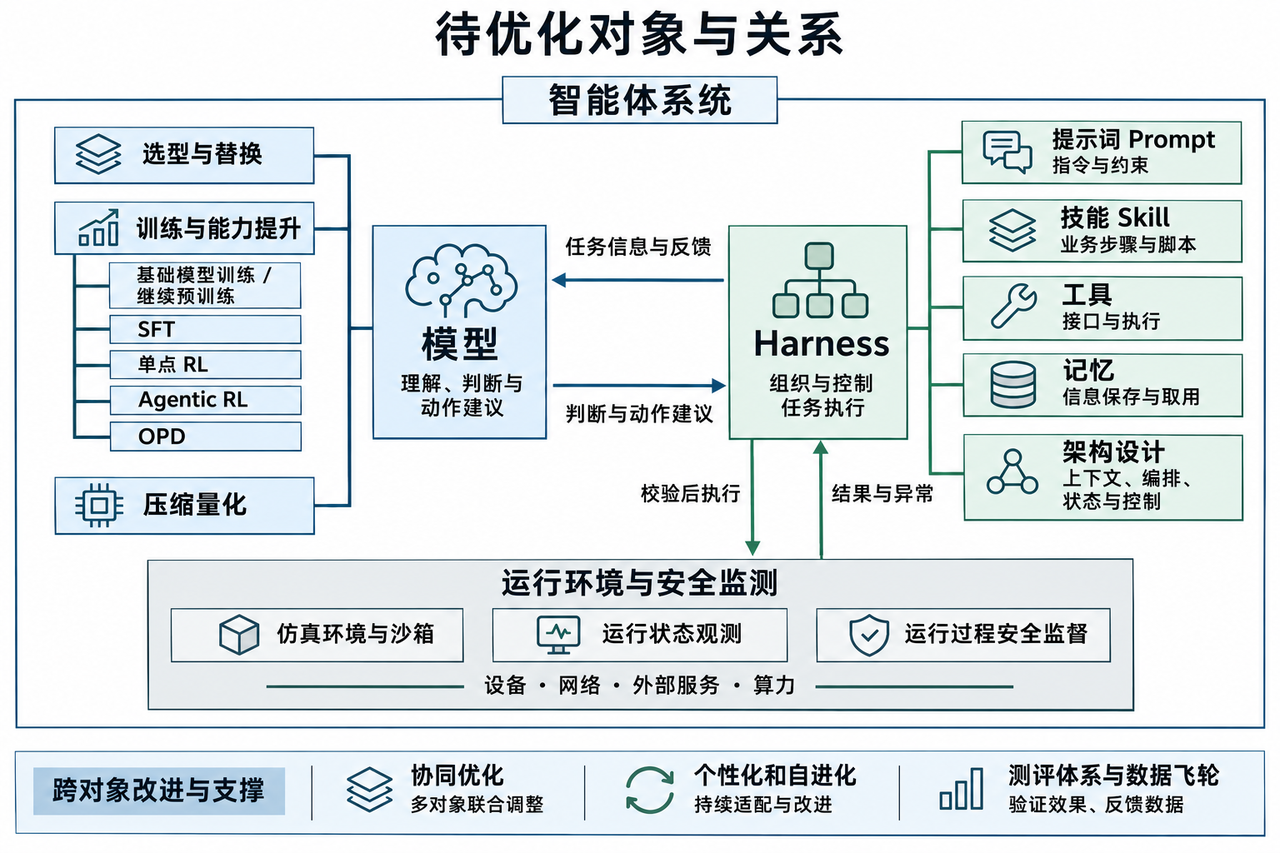 待优化对象与关系
智能体系统
选型与替换
训练与能力提升
基础模型训练 /
继续预训练
SFT
单点 RL
Agentic RL
OPD
压缩量化
模型
理解、判断与
动作建议
任务信息与反馈
判断与动作建议
Harness
组织与控制
任务执行
校验后执行
结果与异常
提示词 Prompt
指令与约束
技能 Skill
业务步骤与脚本
工具
接口与执行
记忆
信息保存与取用
架构设计
上下文、编排、
状态与控制
运行环境与安全监测
仿真环境与沙箱
运行状态观测
运行过程安全监督
设备 · 网络 · 外部服务 · 算力
跨对象改进与支撑
协同优化
多对象联合调整
个性化和自进化
持续适配与改进
测评体系与数据飞轮
验证效果、反馈数据